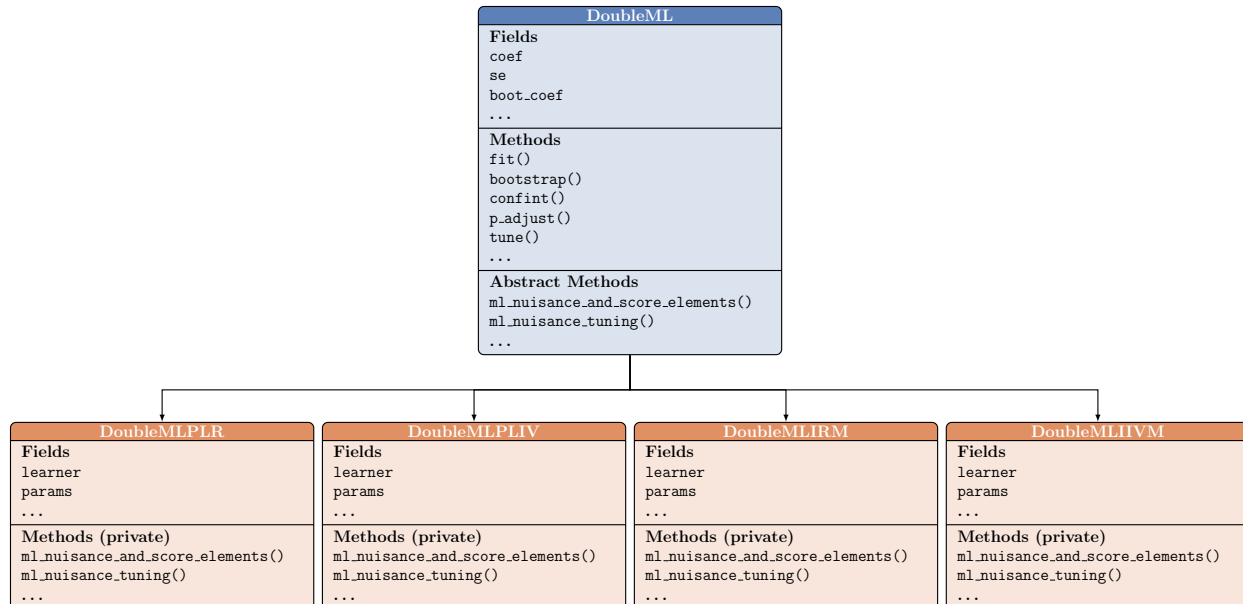 DoubleML
Fields
coef
se
boot_coef
...
Methods
fit()
bootstrap()
confint()
p_adjust()
tune()
...
Abstract Methods
ml_nuisance_and_score_elements()
ml_nuisance_tuning()
...
DoubleMLPLR
Fields
learner
params
...
Methods (private)
ml_nuisance_and_score_elements()
ml_nuisance_tuning()
...
DoubleMLPLIV
Fields
learner
params
...
Methods (private)
ml_nuisance_and_score_elements()
ml_nuisance_tuning()
...
DoubleMLIRM
Fields
learner
params
...
Methods (private)
ml_nuisance_and_score_elements()
ml_nuisance_tuning()
...
DoubleMLIIVM
Fields
learner
params
...
Methods (private)
ml_nuisance_and_score_elements()
ml_nuisance_tuning()
...